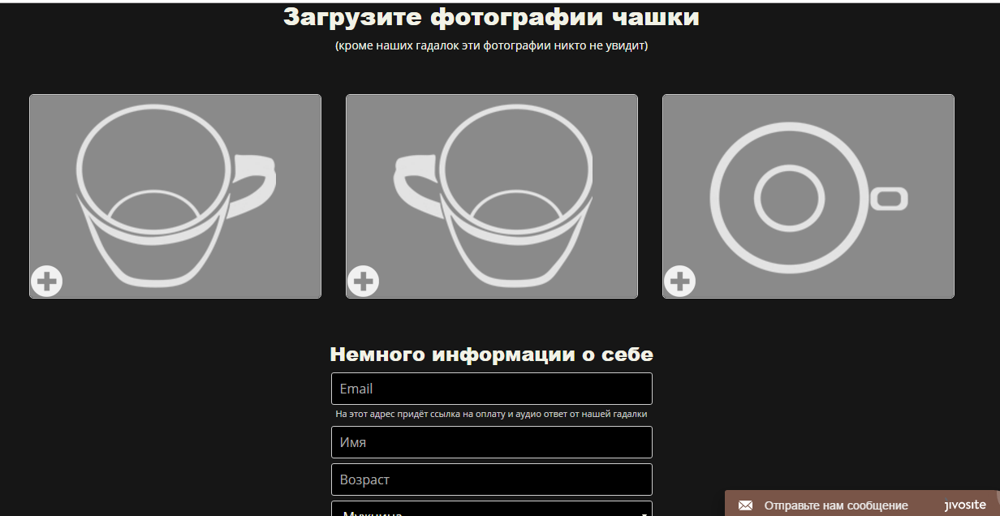 Загрузите фотографии чашки
(кроме наших гадалок эти фотографии никто не увидит)
Немного информации о себе
Email
На этот адрес придёт ссылка на оплату и аудио ответ от нашей гадалки
Имя
Возраст
Мужчина
Отправьте нам сообщение
jivosite